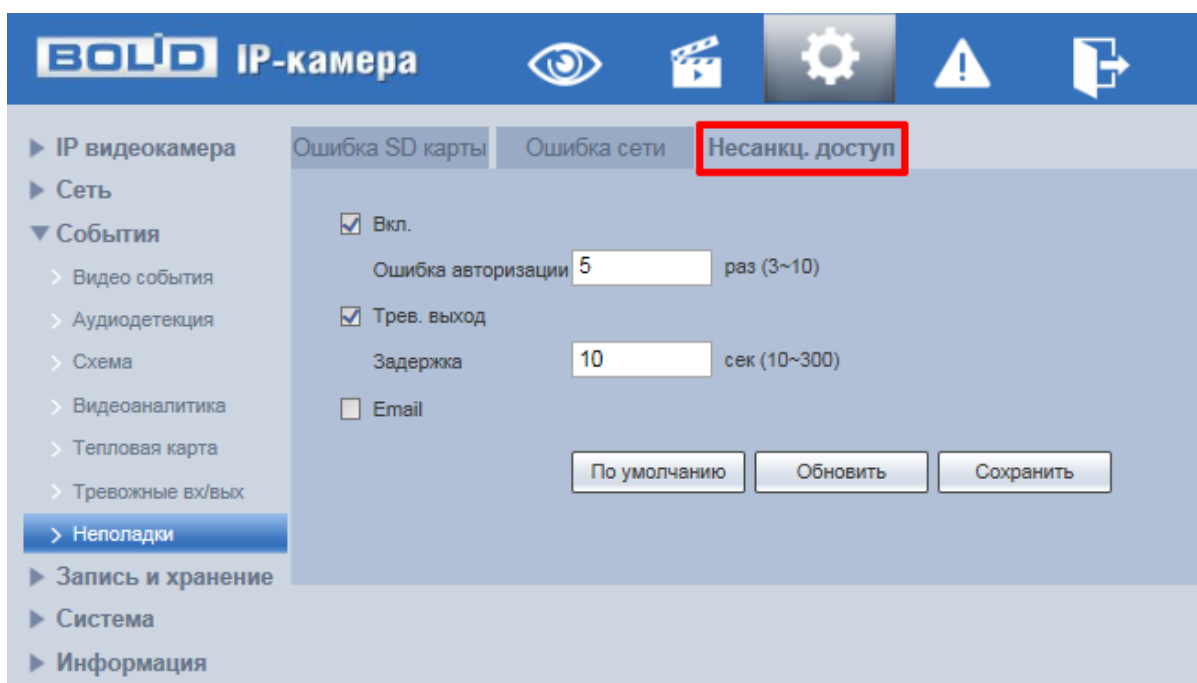 BOLID IP-камера
IP видеокамера
Сеть
События
Видео события
Аудиодетекция
Схема
Видеоаналитика
Тепловая карта
Тревожные вх/вых
Неполадки
Запись и хранение
Система
Информация
Ошибка SD карты Ошибка сети Несанкц. доступ
Вкл.
Ошибка авторизации 5 раз (3~10)
Трев. выход
Задержка 10 сек (10~300)
Email
По умолчанию Обновить Сохранить